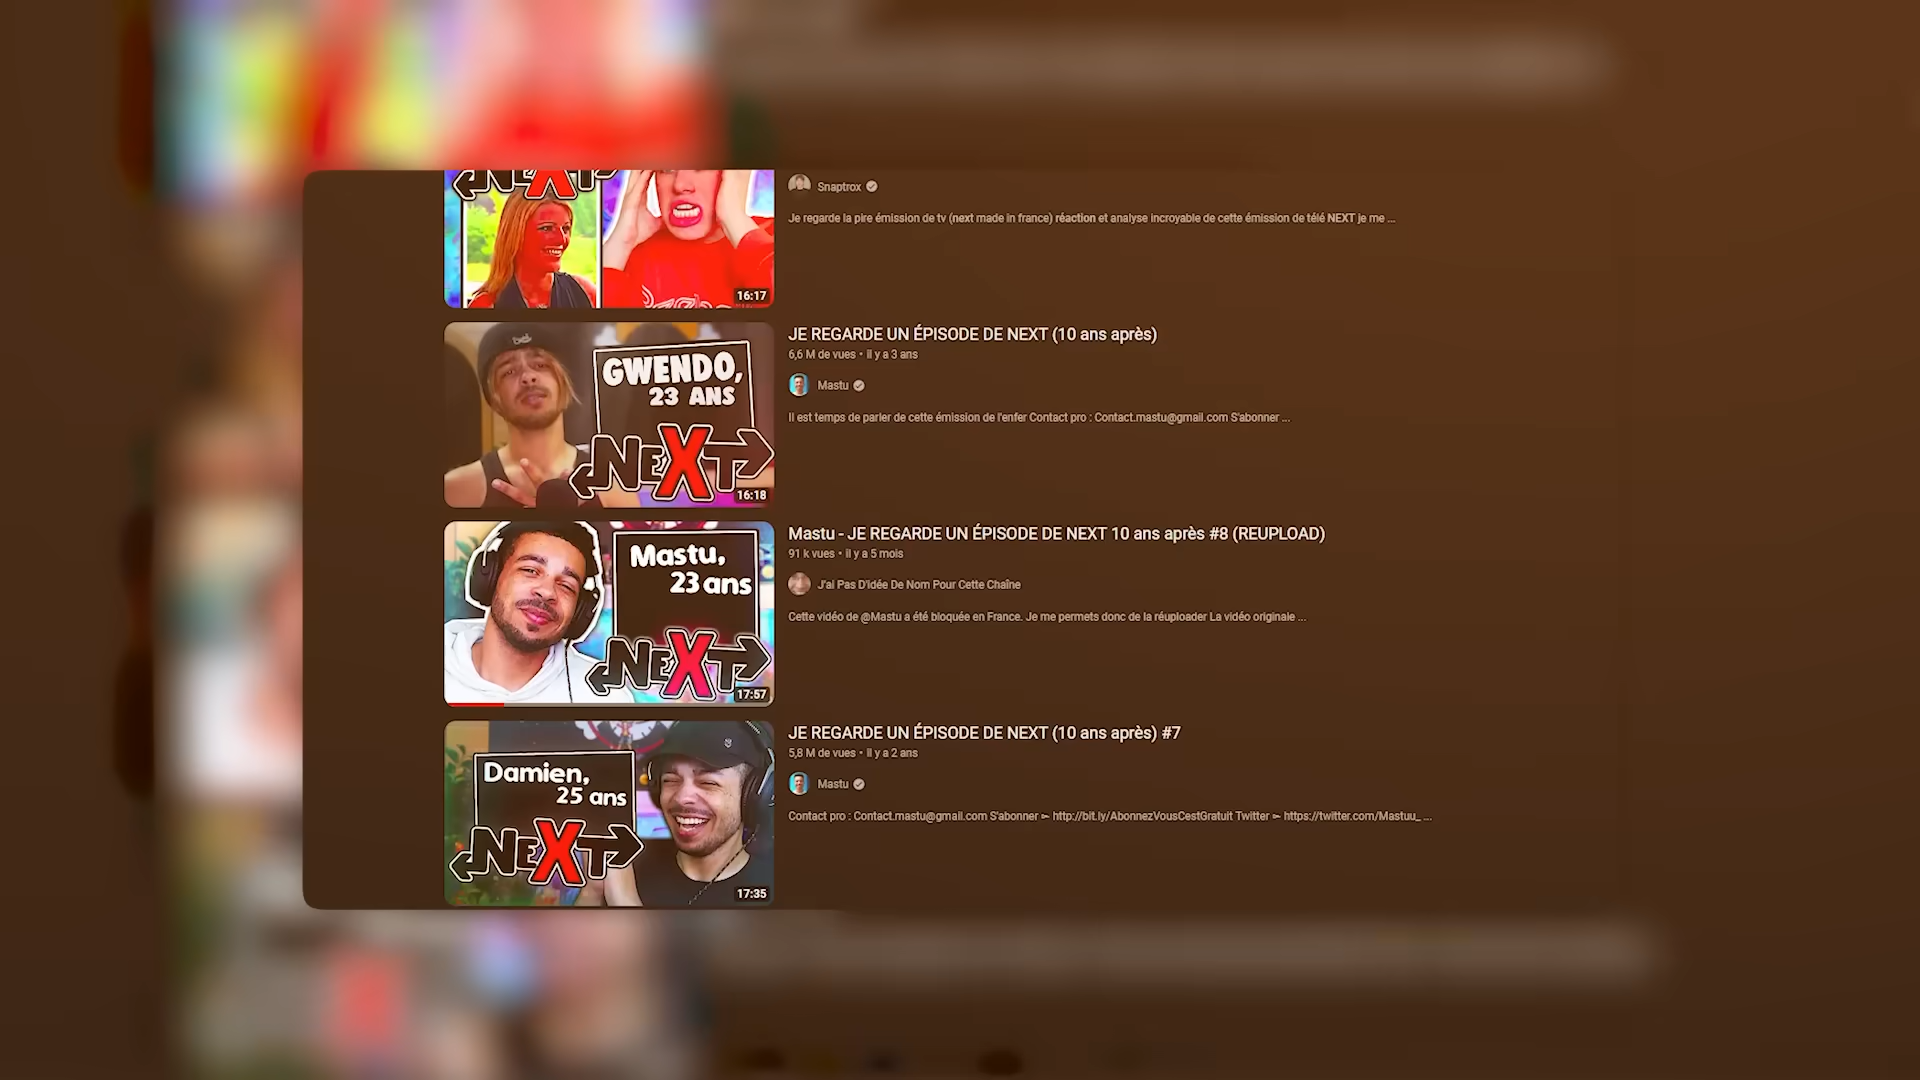 NEXT
16:17
Snaptrox
Je regarde la pire émission de tv (next made in france) réaction et analyse incroyable de cette émission de télé NEXT je me ...
bed
GWENDO,
23 ANS
NEXT
16:18
JE REGARDE UN ÉPISODE DE NEXT (10 ans après)
6,6 M de vues • il y a 3 ans
Mastu
Il est temps de parler de cette émission de l'enfer Contact pro : Contact.mastu@gmail.com S'abonner ...
Mastu,
23 ans
NEXT
17:57
Mastu - JE REGARDE UN ÉPISODE DE NEXT 10 ans après #8 (REUPLOAD)
91 k vues • il y a 5 mois
J'ai Pas D'idée De Nom Pour Cette Chaîne
Cette vidéo de @Mastu a été bloquée en France. Je me permets donc de la réuploader La vidéo originale ...
Damien,
25 ans
NEXT
17:35
JE REGARDE UN ÉPISODE DE NEXT (10 ans après) #7
5,8 M de vues • il y a 2 ans
Mastu
Contact pro : Contact.mastu@gmail.com S'abonner ► http://bit.ly/AbonnezVousCestGratuit Twitter ► https://twitter.com/Mastuu_ ...